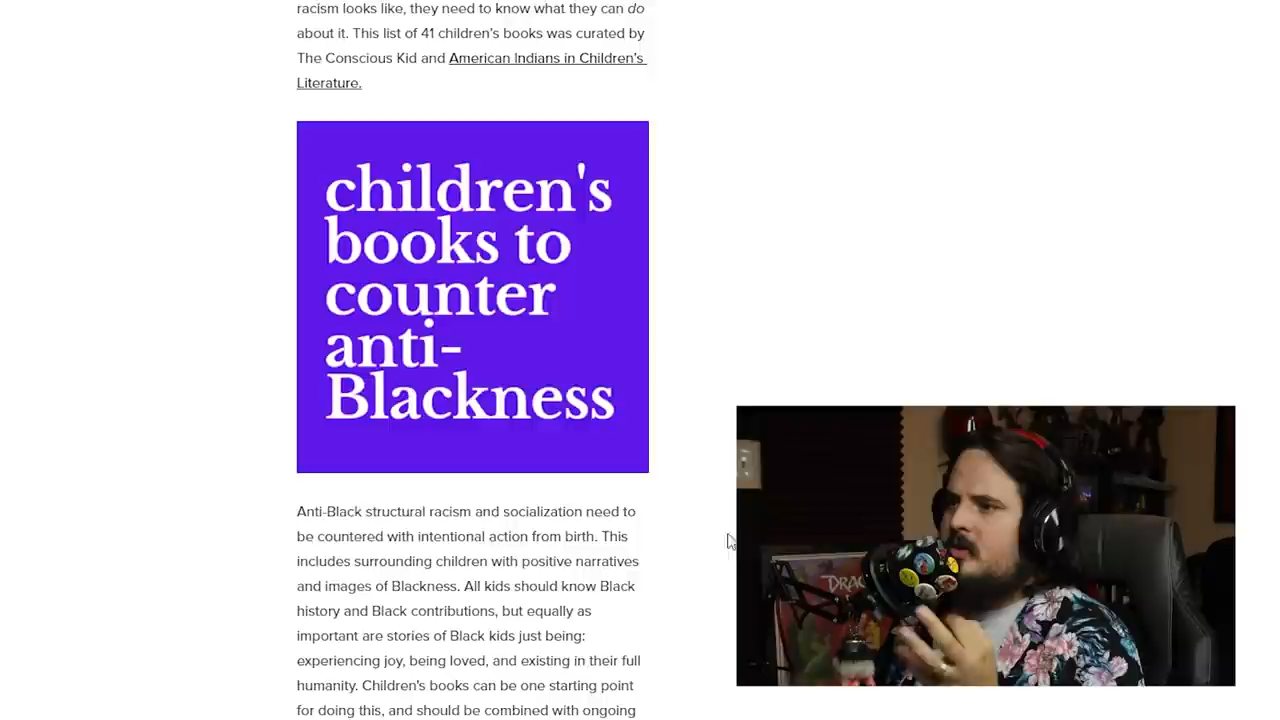 racism looks like, they need to know what they can do
about it. This list of 41 children's books was curated by
The Conscious Kid and American Indians in Children's
Literature.
children's
books to
counter
anti-
Blackness
Anti-Black structural racism and socialization need to
be countered with intentional action from birth. This
includes surrounding children with positive narratives
and images of Blackness. All kids should know Black
history and Black contributions, but equally as
important are stories of Black kids just being:
experiencing joy, being loved, and existing in their full
humanity. Children's books can be one starting point
for doing this, and should be combined with ongoing